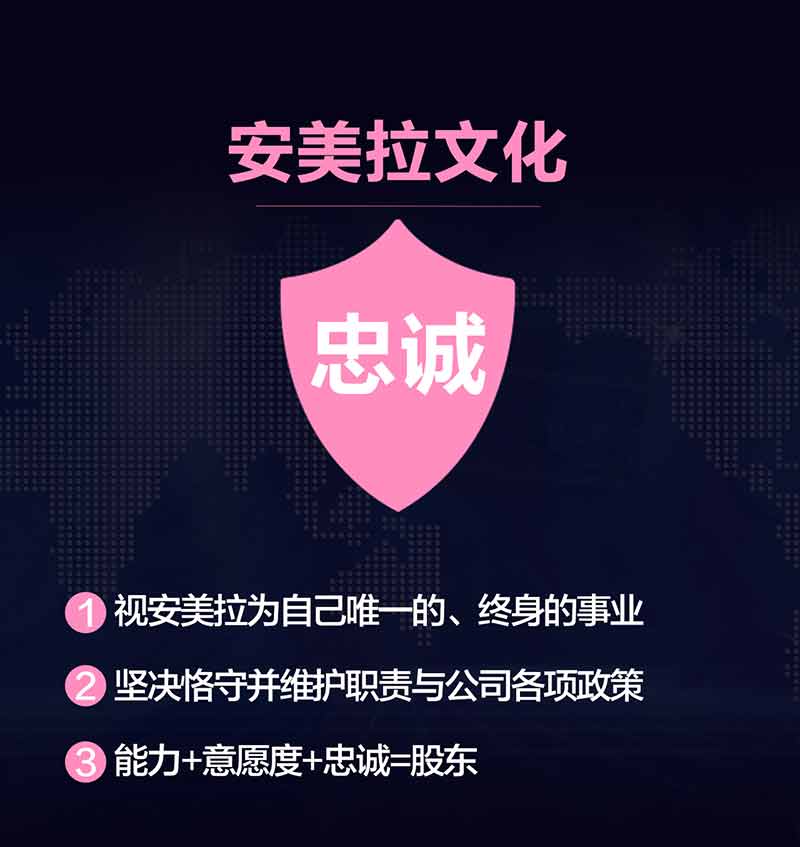 安美拉文化
忠诚
1 视安美拉为自己唯一的、终身的事业
2 坚决恪守并维护职责与公司各项政策
3 能力+意愿度+忠诚=股东